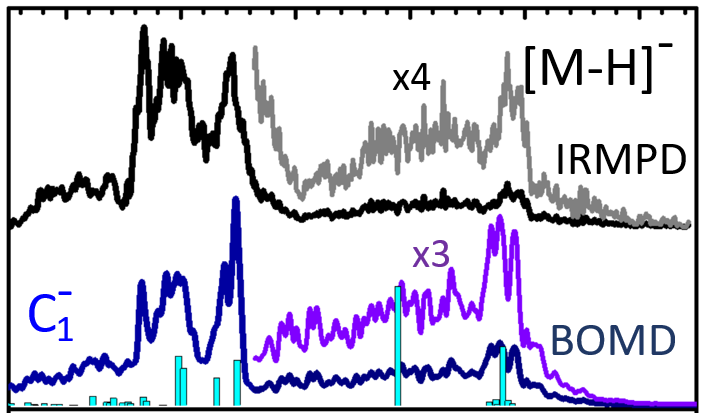 [M-H]⁻
x4
IRMPD
x3
C₁⁻
BOMD